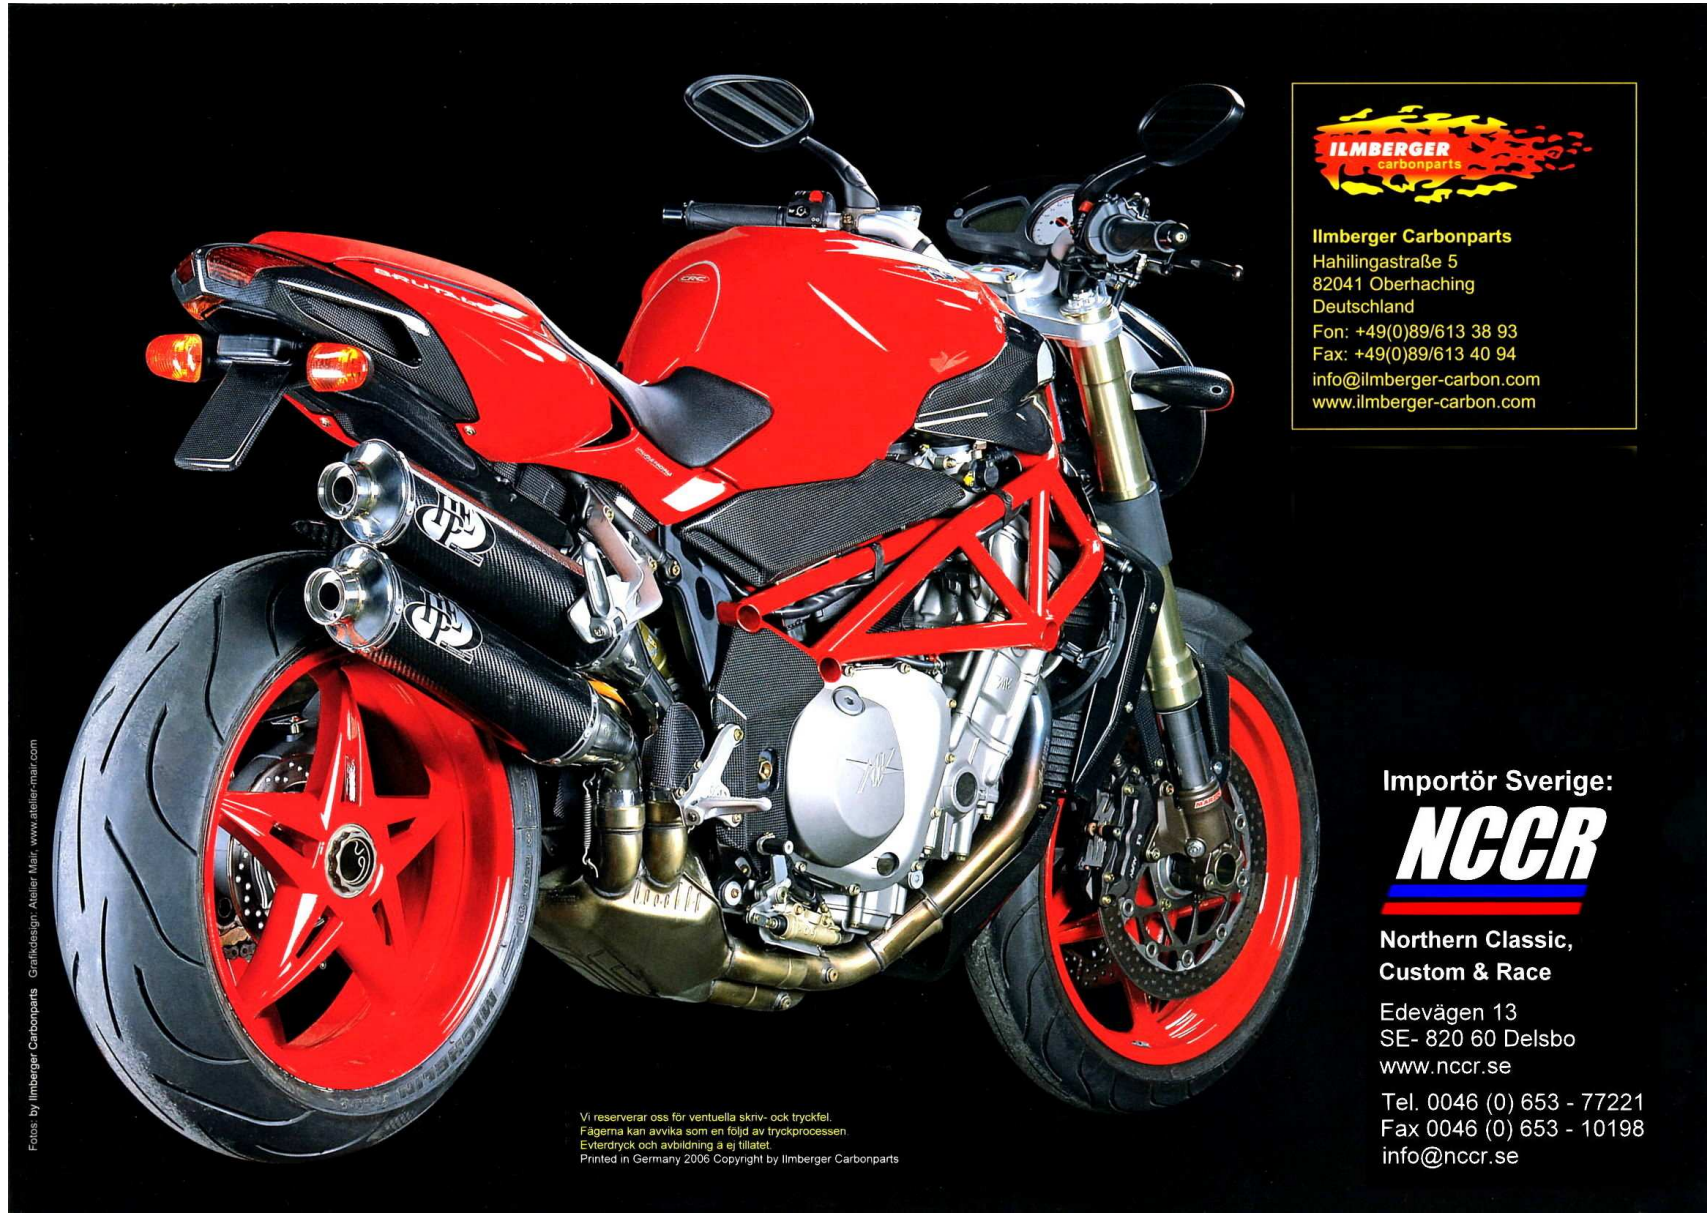 ILMBERGER
carbonparts
Ilmberger Carbonparts
Hahilingastraße 5
82041 Oberhaching
Deutschland
Fon: +49(0)89/613 38 93
Fax: +49(0)89/613 40 94
info@ilmberger-carbon.com
www.ilmberger-carbon.com
BRUTALE
CRC
MICHELIN
Importör Sverige:
NCCR
Northern Classic,
Custom & Race
Edevägen 13
SE- 820 60 Delsbo
www.nccr.se
Tel. 0046 (0) 653 - 77221
Fax 0046 (0) 653 - 10198
info@nccr.se
Vi reserverar oss för ventuella skriv- ock tryckfel.
Fägerna kan avvika som en följd av tryckprocessen.
Evterdryck och avbildning ä ej tillatet.
Printed in Germany 2006 Copyright by Ilmberger Carbonparts
Fotos: by Ilmberger Carbonparts Grafikdesign: Atelier Mair, www.atelier-mair.com